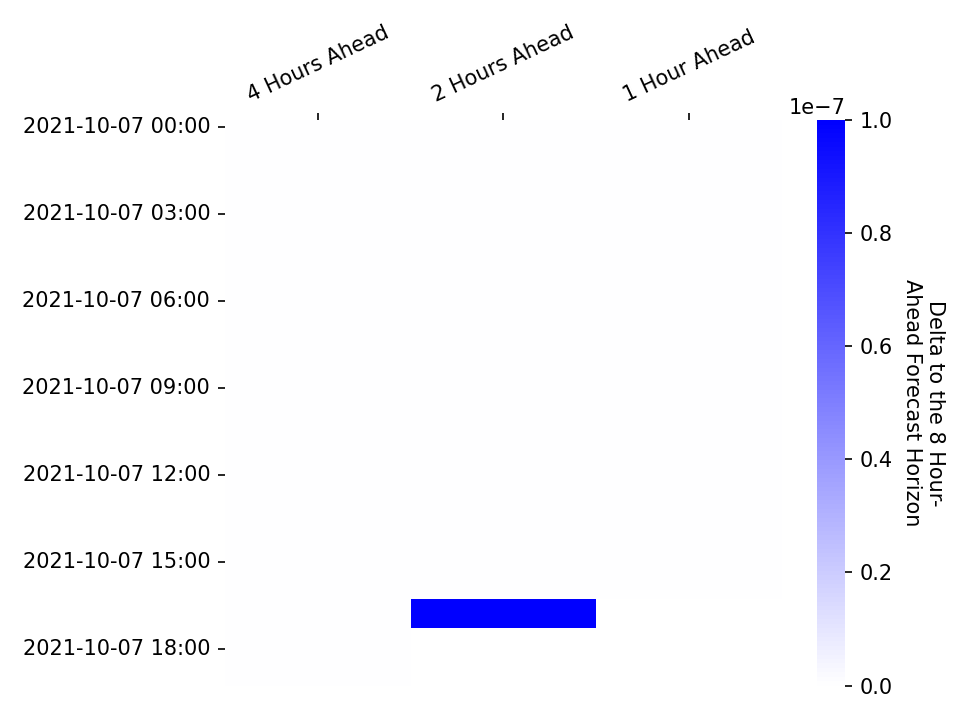 4 Hours Ahead
2 Hours Ahead
1 Hour Ahead
1e−7
2021-10-07 00:00
2021-10-07 03:00
2021-10-07 06:00
2021-10-07 09:00
2021-10-07 12:00
2021-10-07 15:00
2021-10-07 18:00
1.0
0.8
0.6
0.4
0.2
0.0
Delta to the 8 Hour-
Ahead Forecast Horizon